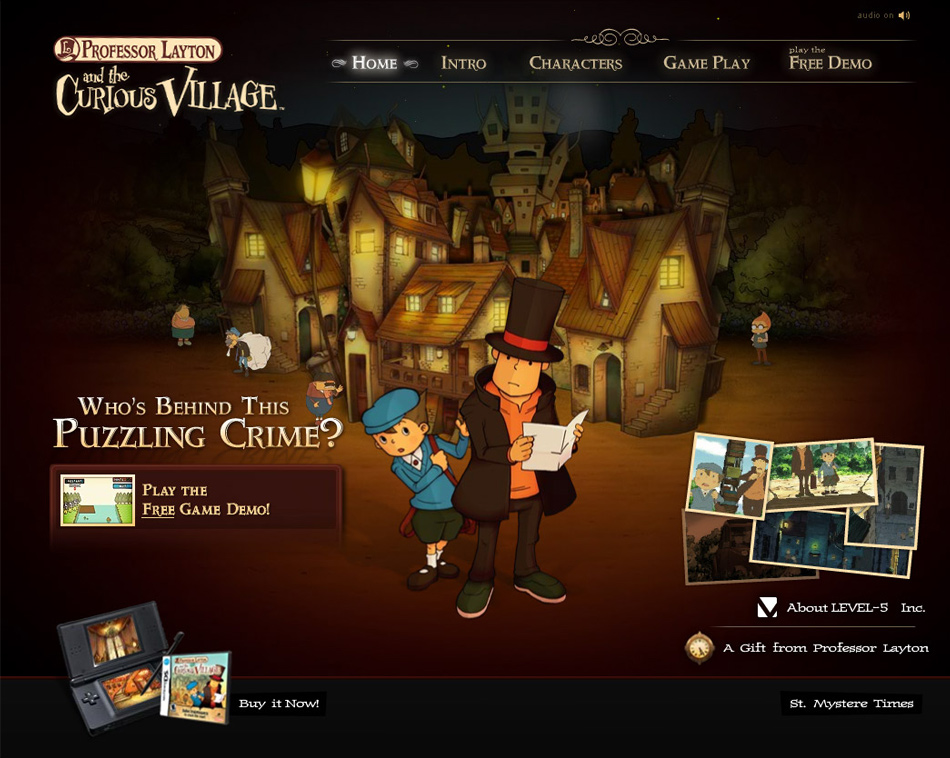 audio on
PROFESSOR LAYTON
and the
CURIOUS VILLAGE
TM
HOME
INTRO
CHARACTERS
GAME PLAY
play the
FREE DEMO
WHO'S BEHIND THIS
PUZZLING CRIME?
PLAY THE
FREE GAME DEMO!
About LEVEL-5 Inc.
A Gift from Professor Layton
Buy it Now!
St. Mystere Times